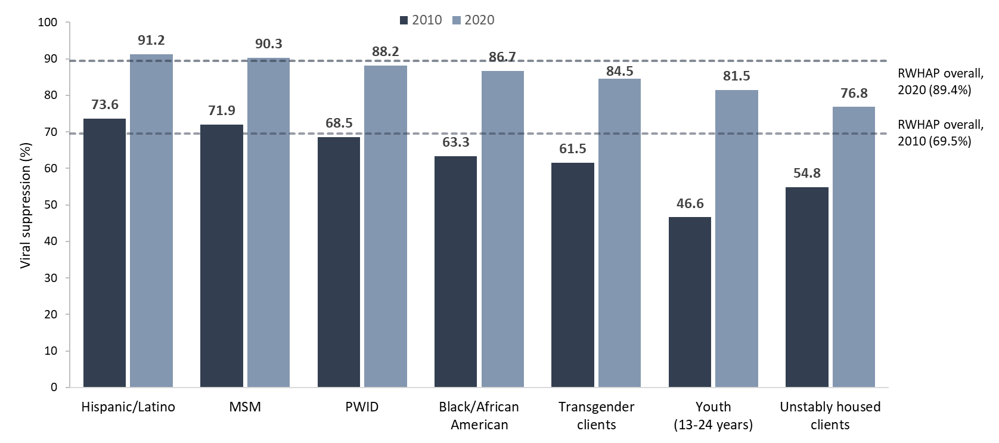 2010 2020
100
90
80
70
60
50
40
30
20
10
0
Viral suppression (%)
73.6 91.2
71.9 90.3
68.5 88.2
63.3 86.7
61.5 84.5
46.6 81.5
54.8 76.8
RWHAP overall,
2020 (89.4%)
RWHAP overall,
2010 (69.5%)
Hispanic/Latino
MSM
PWID
Black/African
American
Transgender
clients
Youth
(13-24 years)
Unstably housed
clients